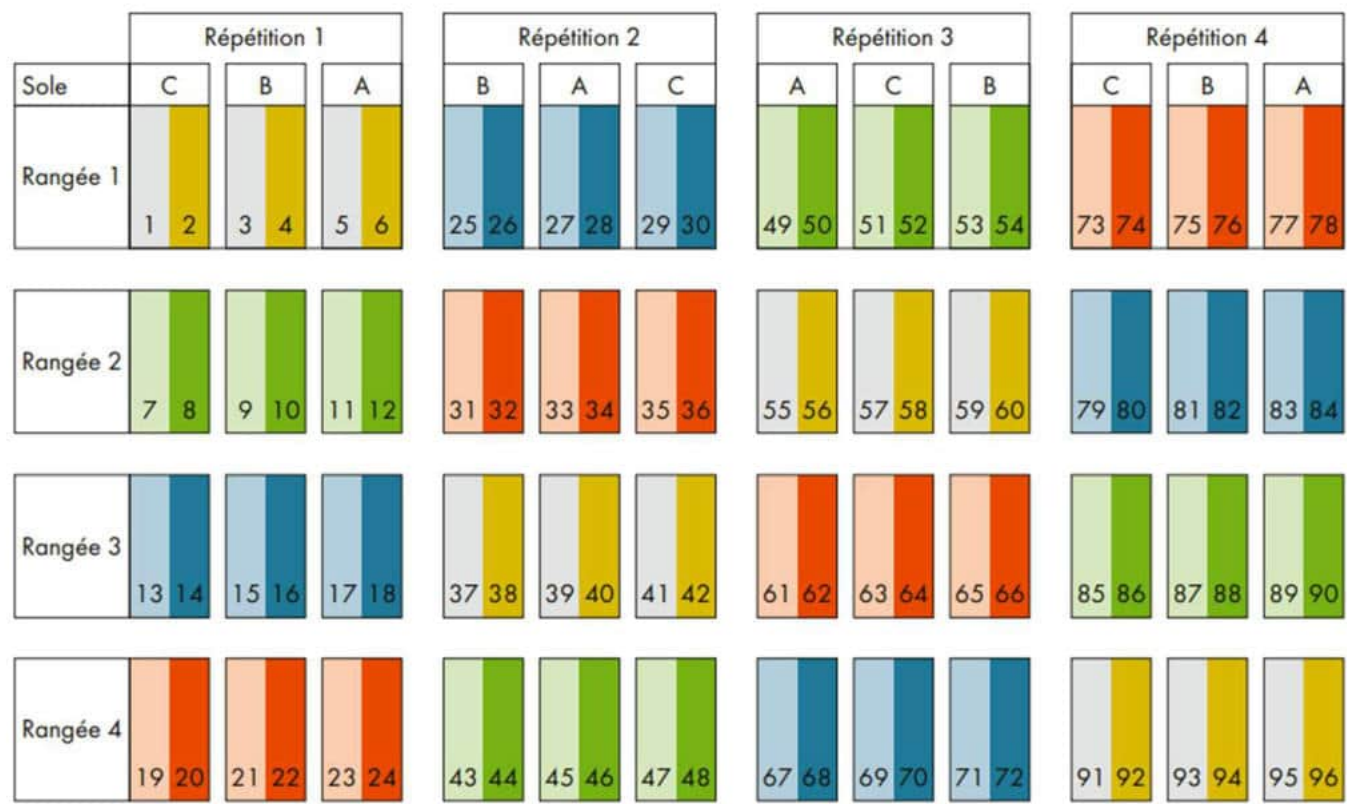 Répétition 1 Répétition 2 Répétition 3 Répétition 4
Sole C B A B A C A C B C B A
Rangée 1
1 2 3 4 5 6 25 26 27 28 29 30 49 50 51 52 53 54 73 74 75 76 77 78
Rangée 2
7 8 9 10 11 12 31 32 33 34 35 36 55 56 57 58 59 60 79 80 81 82 83 84
Rangée 3
13 14 15 16 17 18 37 38 39 40 41 42 61 62 63 64 65 66 85 86 87 88 89 90
Rangée 4
19 20 21 22 23 24 43 44 45 46 47 48 67 68 69 70 71 72 91 92 93 94 95 96